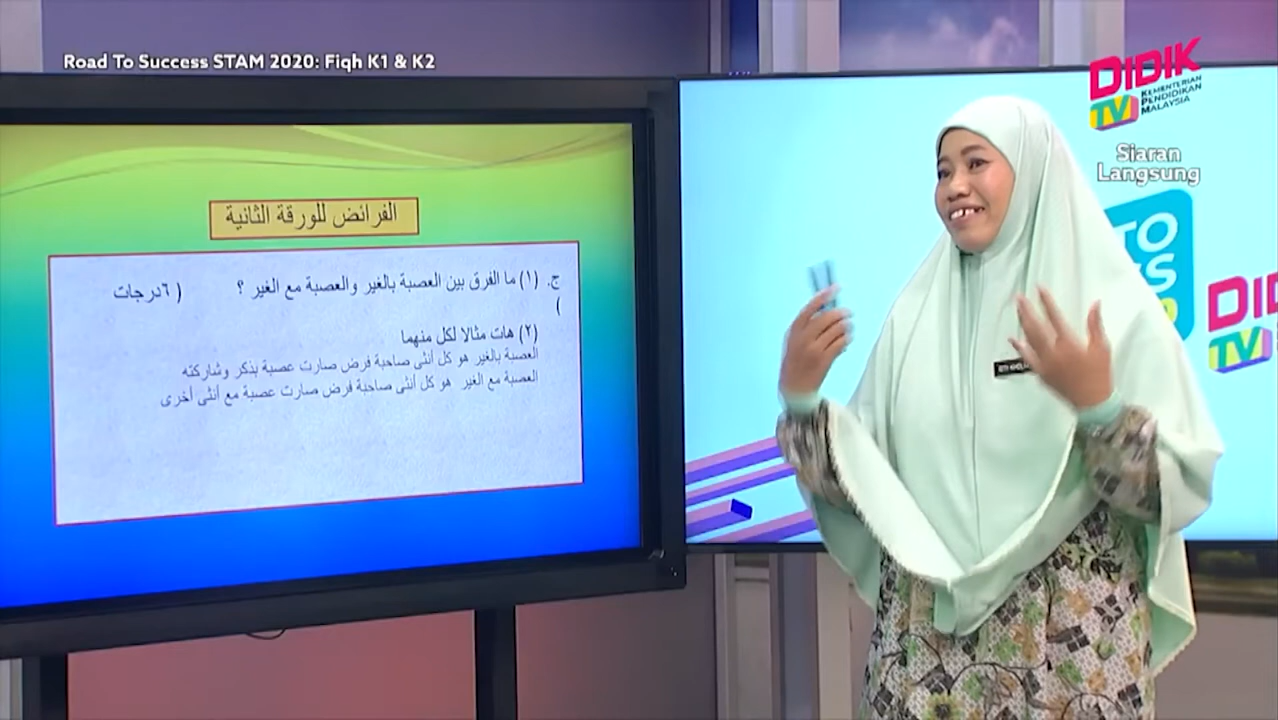 Road To Success STAM 2020: Fiqh K1 & K2
DIDIK
TV
KEMENTERIAN
PENDIDIKAN
MALAYSIA
Siaran
Langsung
الفرائض للورقة الثانية
ج. (١) ما الفرق بين العصبة بالغير والعصبة مع الغير ؟ ( ٦درجات
)
(٢) هات مثالا لكل منهما
العصبة بالغير هو كل أنثى صاحبة فرض صارت عصبة بذكر وشاركته
العصبة مع الغير هو كل أنثى صاحبة فرض صارت عصبة مع أنثى أخرى
TO
TV